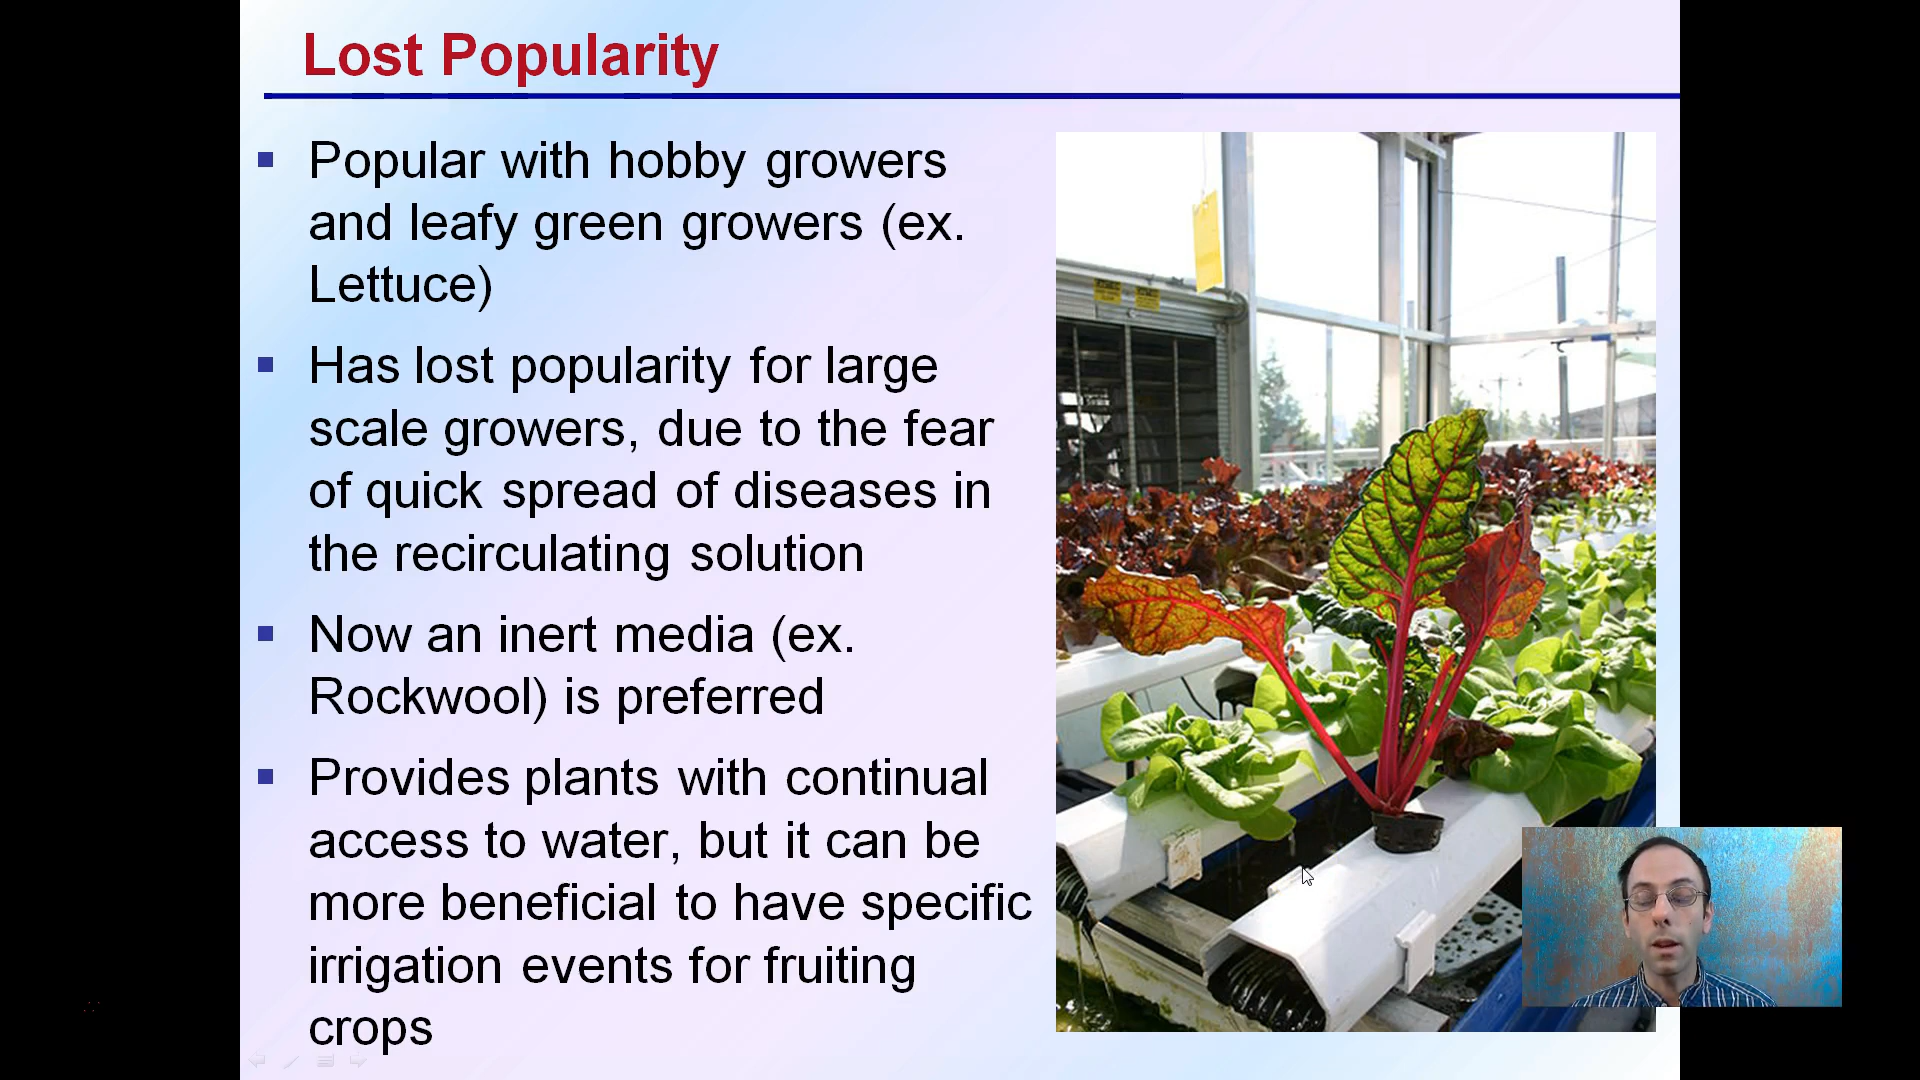 Lost Popularity
Popular with hobby growers
and leafy green growers (ex.
Lettuce)
Has lost popularity for large
scale growers, due to the fear
of quick spread of diseases in
the recirculating solution
Now an inert media (ex.
Rockwool) is preferred
Provides plants with continual
access to water, but it can be
more beneficial to have specific
irrigation events for fruiting
crops